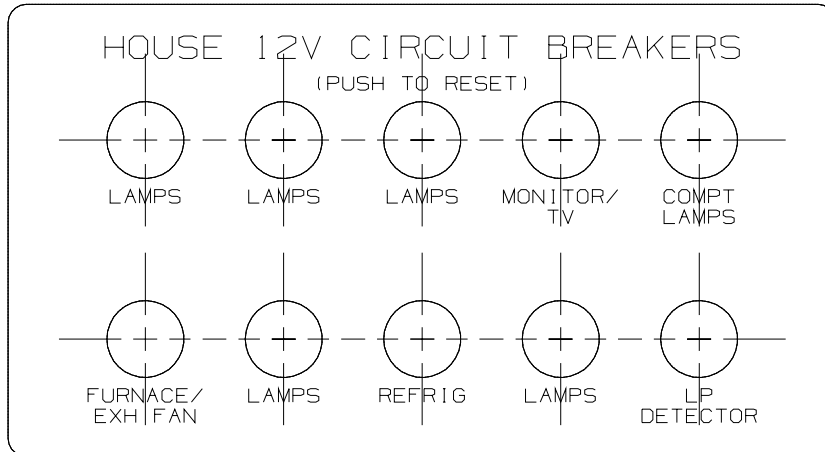 HOUSE 12V CIRCUIT BREAKERS
(PUSH TO RESET)
LAMPS LAMPS LAMPS MONITOR/ COMPT
TV LAMPS
FURNACE/ LAMPS REFRIG LAMPS LP
EXH FAN DETECTOR